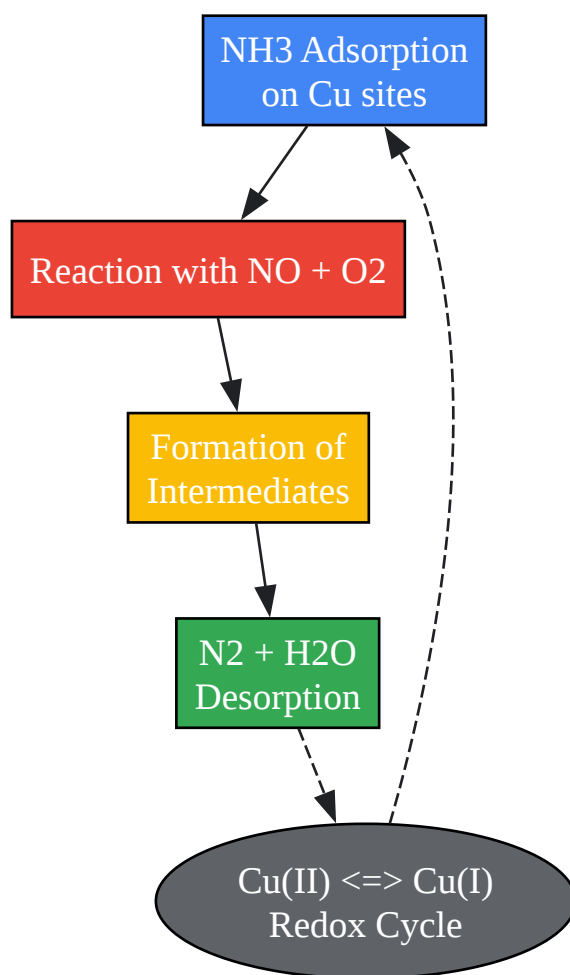 NH3 Adsorption
on Cu sites
Reaction with NO + O2
Formation of
Intermediates
N2 + H2O
Desorption
Cu(II) <=> Cu(I)
Redox Cycle